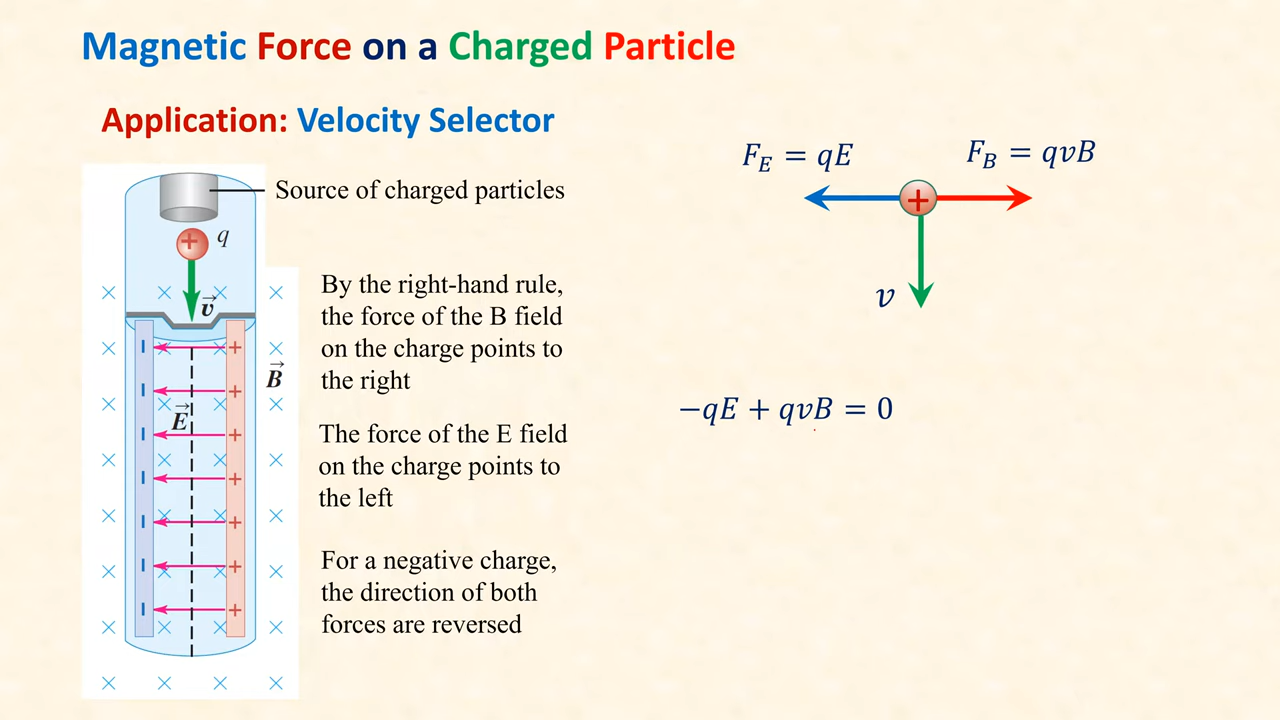 Magnetic Force on a Charged Particle
Application: Velocity Selector
Source of charged particles
q
v⃗
B⃗
E⃗
By the right-hand rule,
the force of the B field
on the charge points to
the right
The force of the E field
on the charge points to
the left
For a negative charge,
the direction of both
forces are reversed
F_E = qE
F_B = qvB
+
v
−qE + qvB = 0